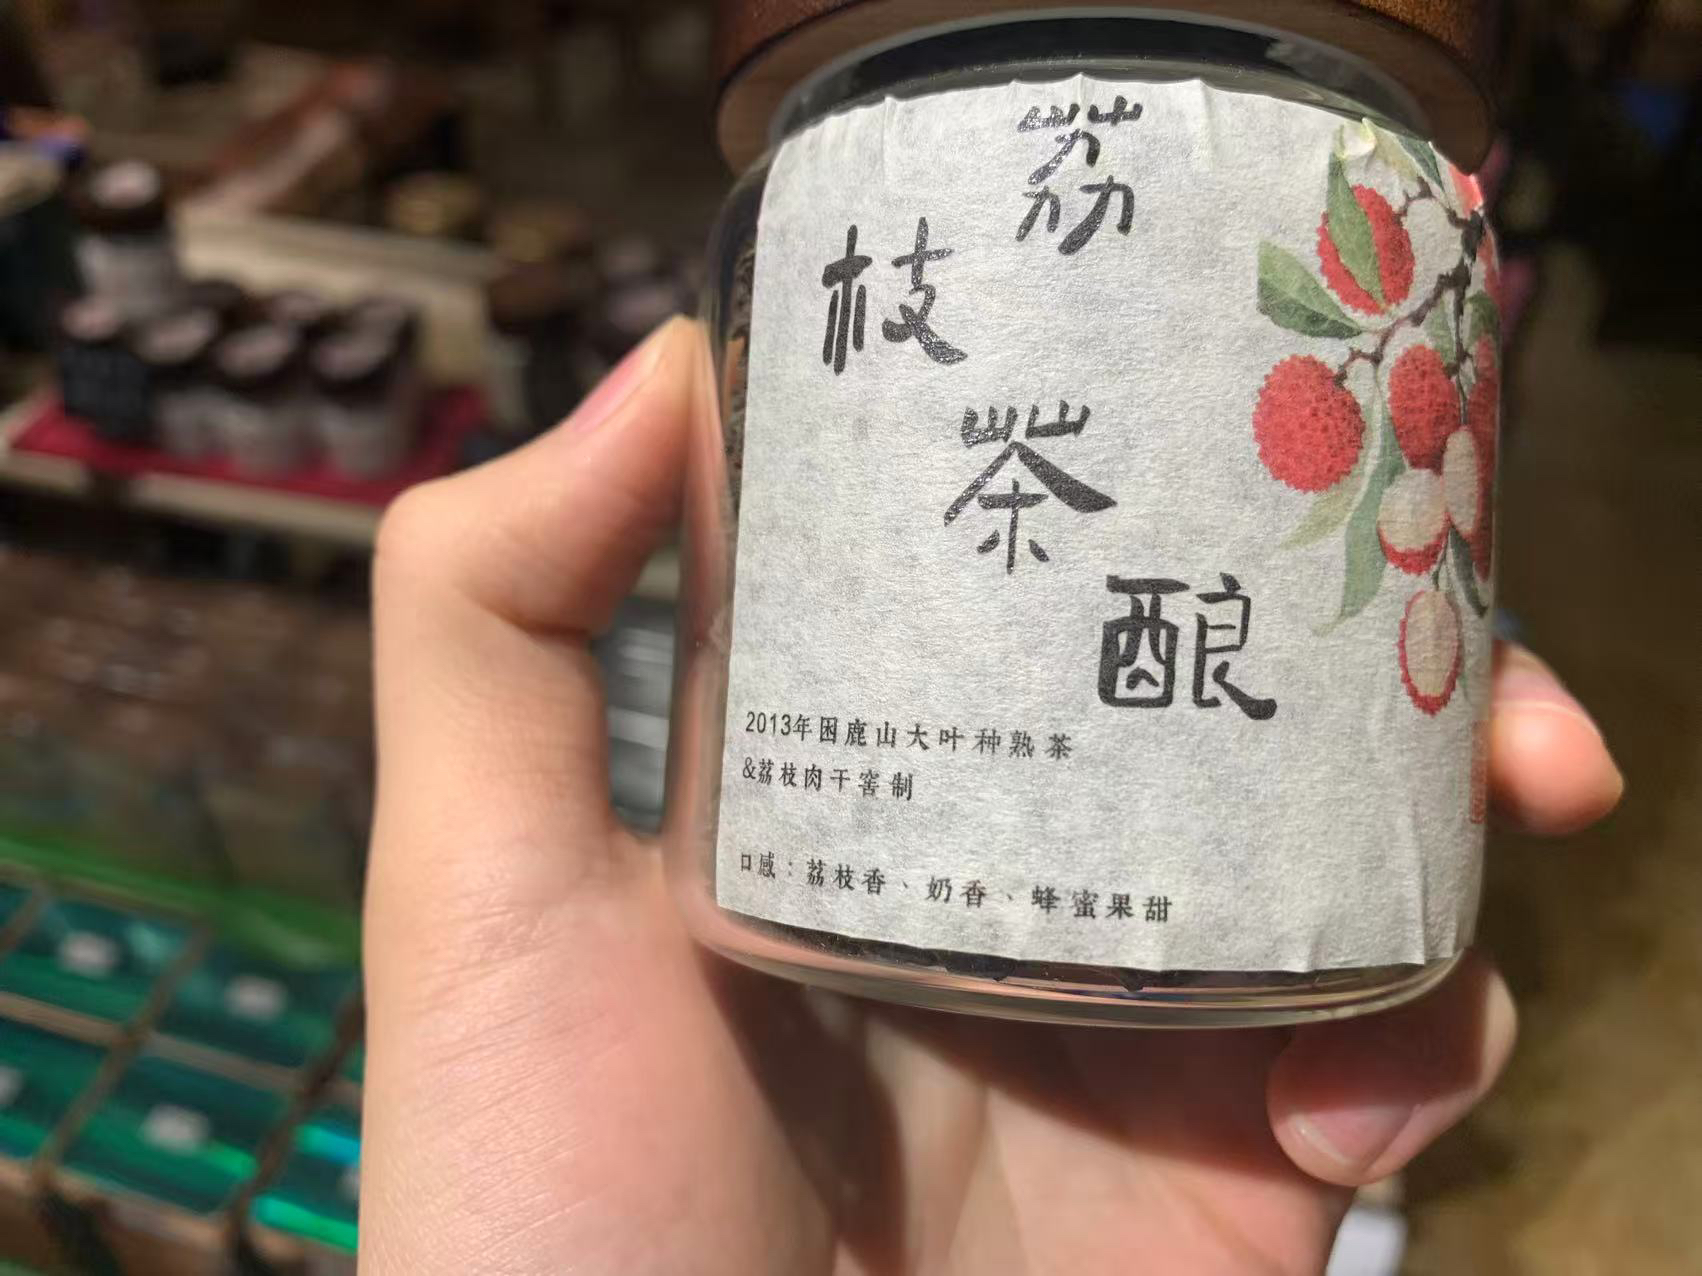 荔枝茶酿
2013年困鹿山大叶种熟茶
&荔枝肉干窖制
口感：荔枝香、奶香、蜂蜜果甜